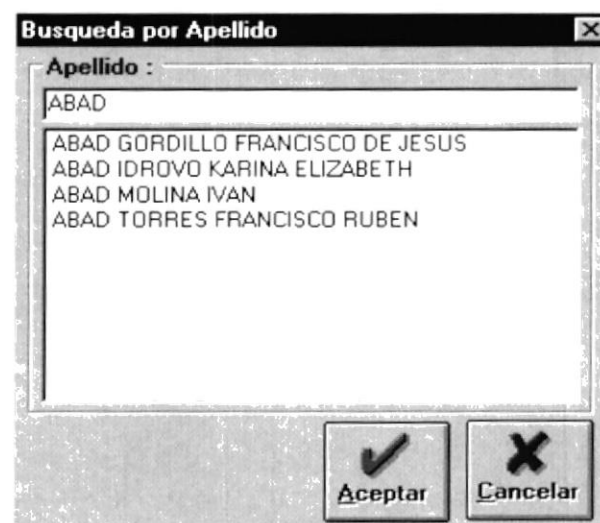 Busqueda por Apellido
Apellido :
ABAD
ABAD GORDILLO FRANCISCO DE JESUS
ABAD IDROVO KARINA ELIZABETH
ABAD MOLINA IVAN
ABAD TORRES FRANCISCO RUBEN
Aceptar
Cancelar